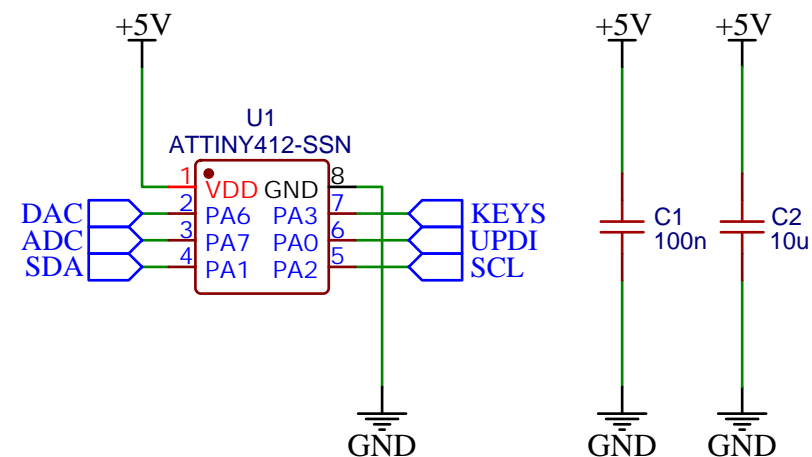 +5V +5V +5V
U1
ATTINY412-SSN
1 VDD GND 8
DAC 2 PA6 PA3 7 KEYS
ADC 3 PA7 PA0 6 UPDI
SDA 4 PA1 PA2 5 SCL
C1
100n
C2
10u
GND GND GND